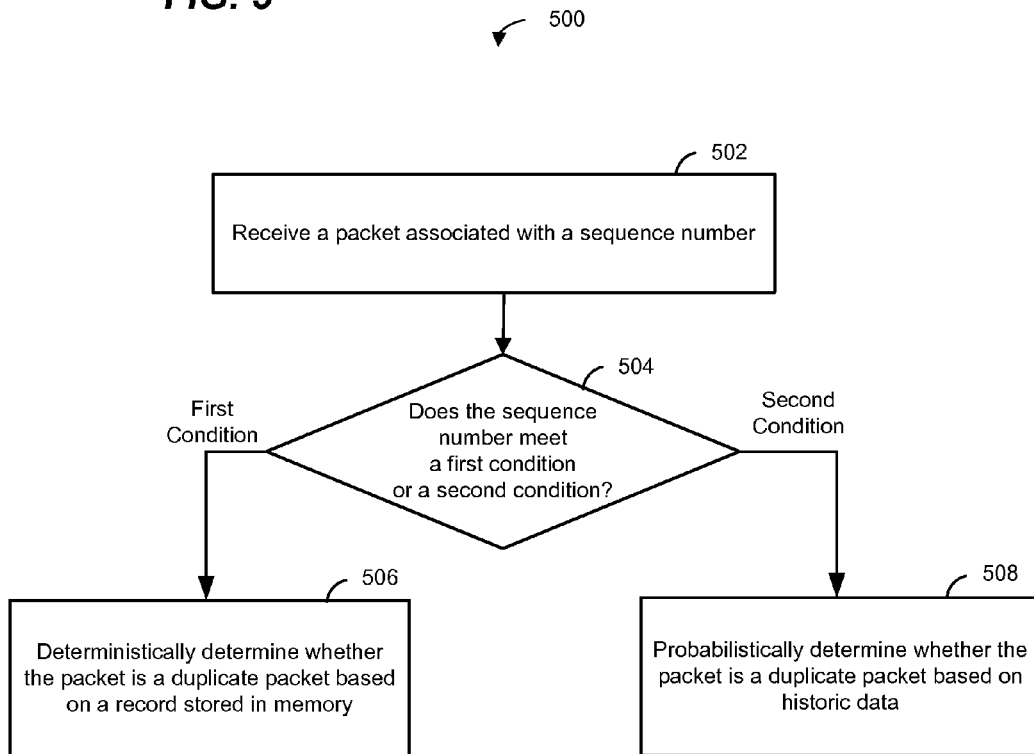 500
502
Receive a packet associated with a sequence number
504
First
Condition
Does the sequence
number meet
a first condition
or a second condition?
Second
Condition
506
Deterministically determine whether
the packet is a duplicate packet based
on a record stored in memory
508
Probabilistically determine whether the
packet is a duplicate packet based on
historic data